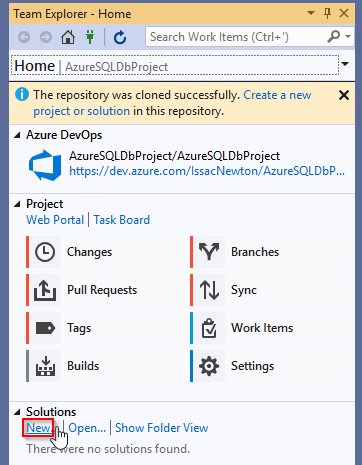 Team Explorer - Home
Search Work Items (Ctrl+')
Home | AzureSQLDbProject
The repository was cloned successfully. Create a new
project or solution in this repository.
Azure DevOps
AzureSQLDbProject/AzureSQLDbProject
https://dev.azure.com/IssacNewton/AzureSQLDbP...
Project
Web Portal | Task Board
Changes
Branches
Pull Requests
Sync
Tags
Work Items
Builds
Settings
Solutions
New... | Open... | Show Folder View
There were no solutions found.